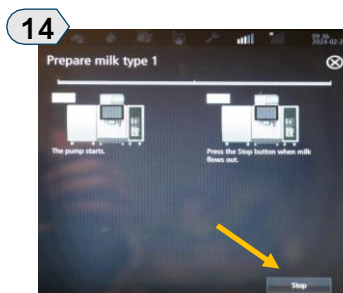 14
09:36
2024-02-2
Prepare milk type 1
The pump starts.
Press the Stop button when milk
flows out.
Stop